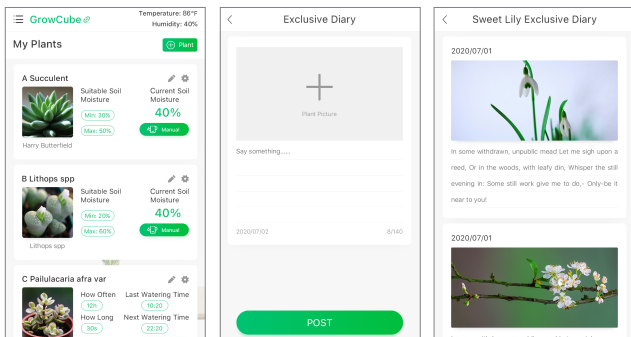 GrowCube
Temperature: 86°F
Humidity: 40%
My Plants
Plant
A Succulent
Suitable Soil Moisture
Current Soil Moisture
Min: 30%
40%
Max: 50%
Manual
Harry Butterfield
B Lithops spp
Suitable Soil Moisture
Current Soil Moisture
Min: 20%
40%
Max: 60%
Manual
Lithops spp
C Pailulacaria afra var
How Often
Last Watering Time
12h
10:20
How Long
Next Watering Time
30s
22:20
Exclusive Diary
Plant Picture
Say something.....
2020/07/02
8/140
POST
Sweet Lily Exclusive Diary
2020/07/01
In some withdrawn, unpublic mead Let me sigh upon a
reed, Or in the woods, with leafy din, Whisper the still
evening in: Some still work give me to do,- Only-be it
near to you!
2020/07/01